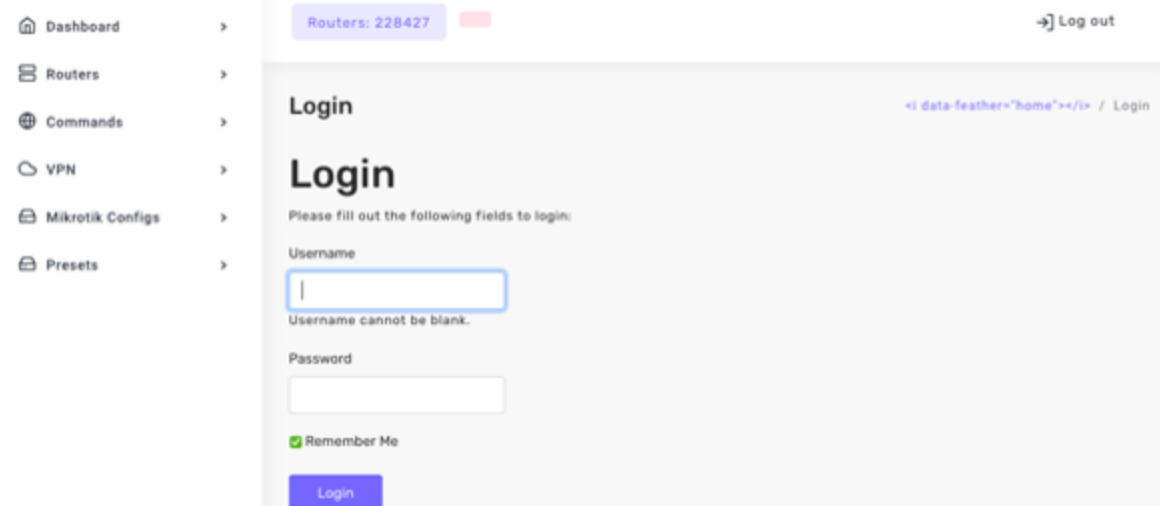 Dashboard
Routers
Commands
VPN
Mikrotik Configs
Presets
Routers: 228427
Log out
Login
<i data-feather="home"></i> / Login
Login
Please fill out the following fields to login:
Username
Username cannot be blank.
Password
Remember Me
Login